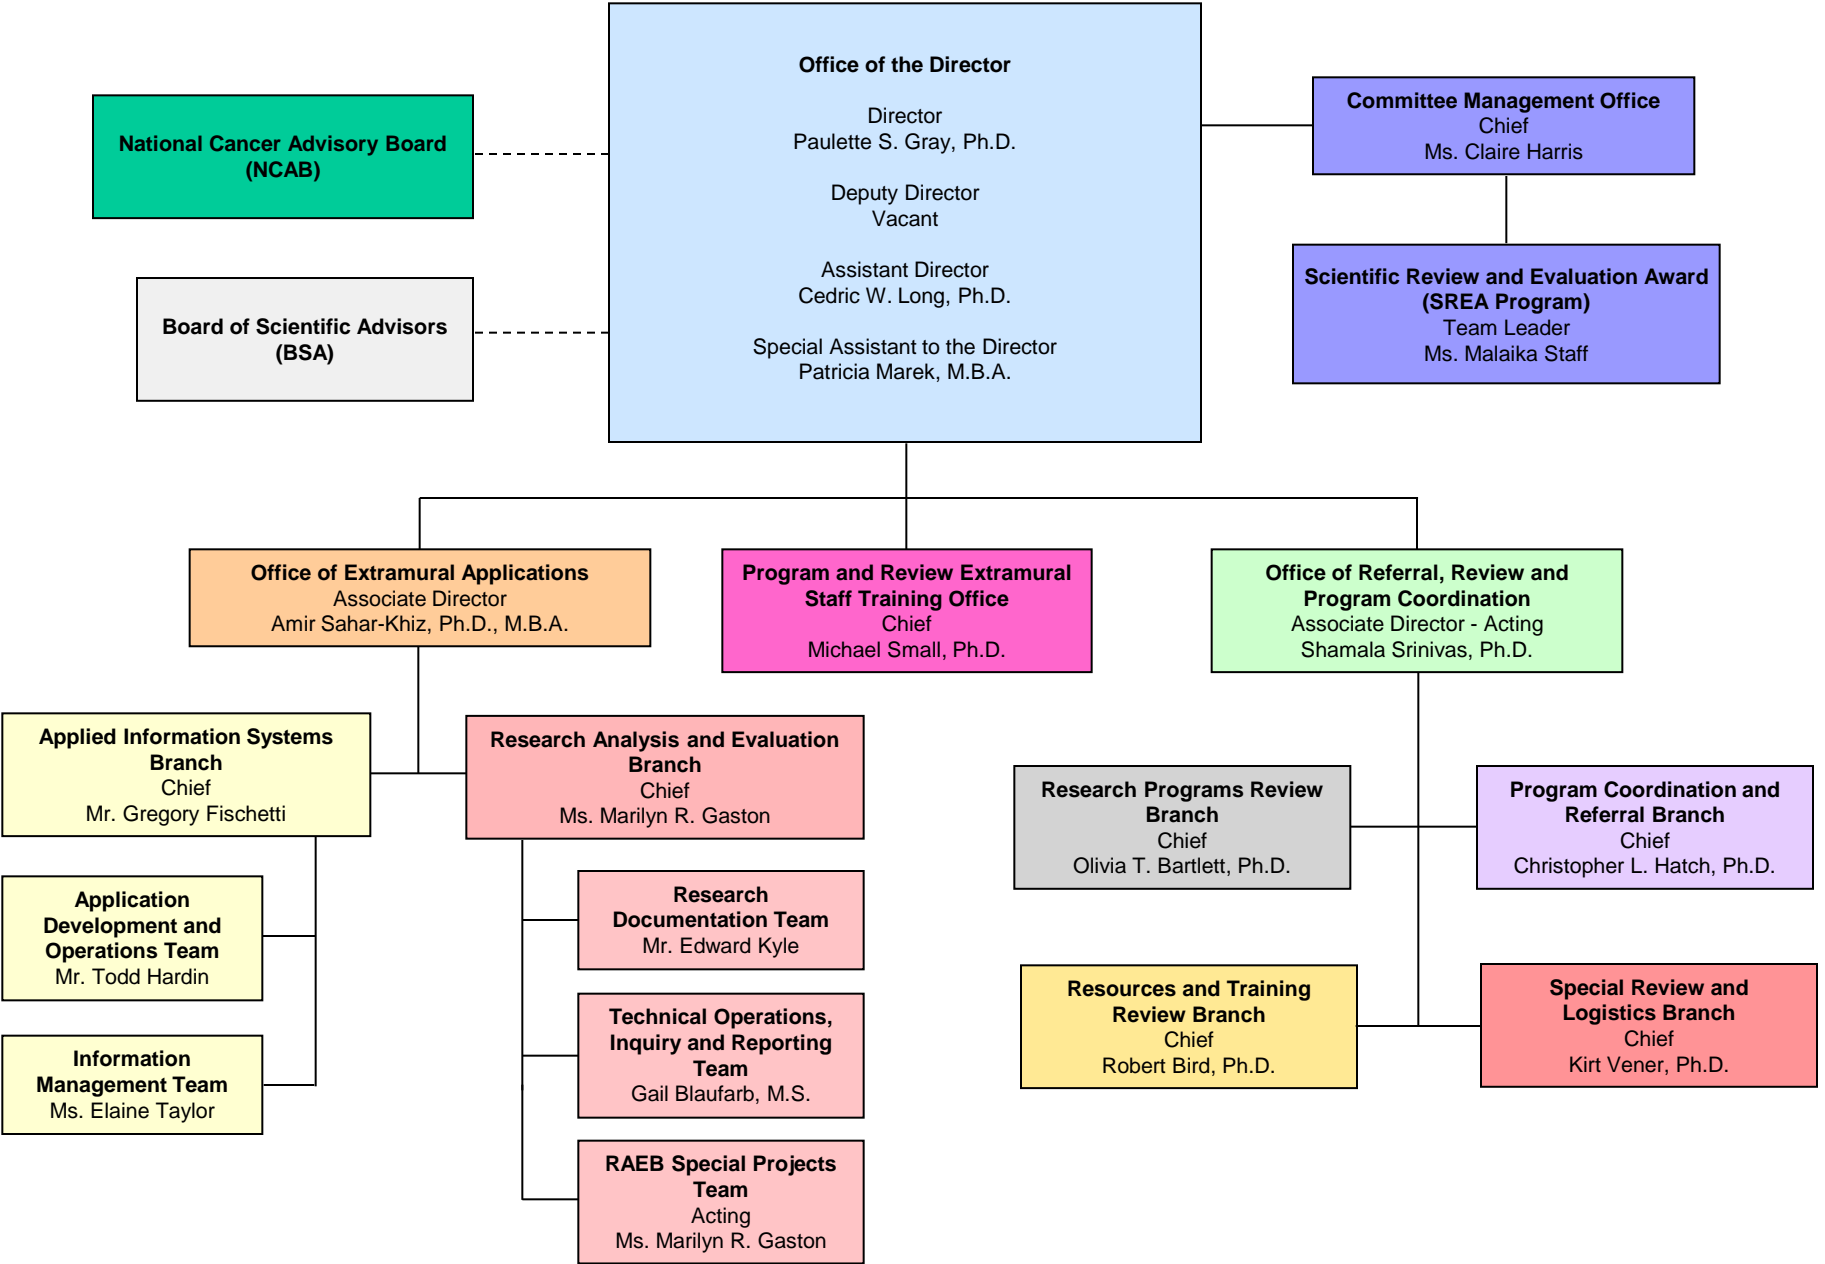 Office of the Director
Director
Paulette S. Gray, Ph.D.
Deputy Director
Vacant
Assistant Director
Cedric W. Long, Ph.D.
Special Assistant to the Director
Patricia Marek, M.B.A.
National Cancer Advisory Board
(NCAB)
Board of Scientific Advisors
(BSA)
Committee Management Office
Chief
Ms. Claire Harris
Scientific Review and Evaluation Award
(SREA Program)
Team Leader
Ms. Malaika Staff
Office of Extramural Applications
Associate Director
Amir Sahar-Khiz, Ph.D., M.B.A.
Program and Review Extramural
Staff Training Office
Chief
Michael Small, Ph.D.
Office of Referral, Review and
Program Coordination
Associate Director - Acting
Shamala Srinivas, Ph.D.
Applied Information Systems
Branch
Chief
Mr. Gregory Fischetti
Research Analysis and Evaluation
Branch
Chief
Ms. Marilyn R. Gaston
Application
Development and
Operations Team
Mr. Todd Hardin
Information
Management Team
Ms. Elaine Taylor
Research
Documentation Team
Mr. Edward Kyle
Technical Operations,
Inquiry and Reporting
Team
Gail Blaufarb, M.S.
RAEB Special Projects
Team
Acting
Ms. Marilyn R. Gaston
Research Programs Review
Branch
Chief
Olivia T. Bartlett, Ph.D.
Program Coordination and
Referral Branch
Chief
Christopher L. Hatch, Ph.D.
Resources and Training
Review Branch
Chief
Robert Bird, Ph.D.
Special Review and
Logistics Branch
Chief
Kirt Vener, Ph.D.